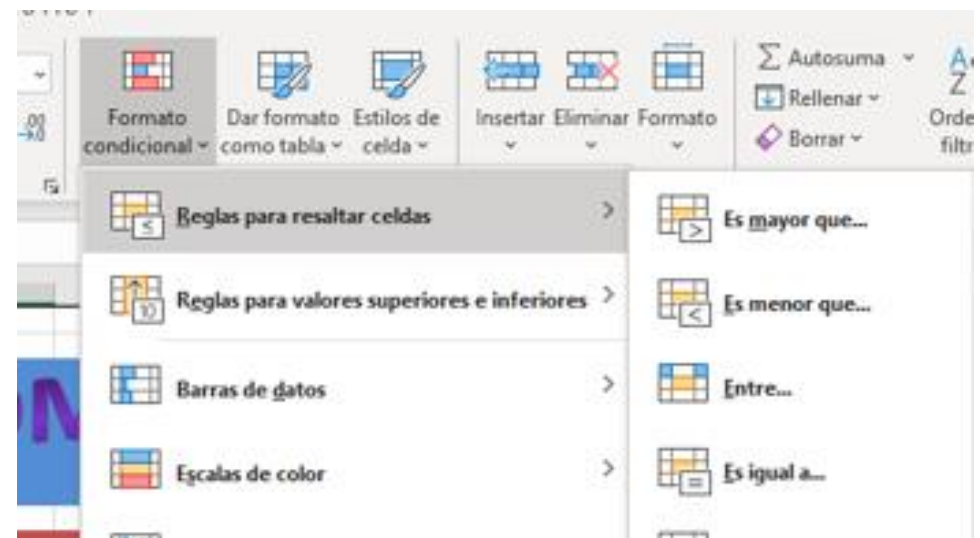 Formato
condicional
Dar formato
como tabla
Estilos de
celda
Insertar
Eliminar
Formato
Autosuma
Rellenar
Borrar
Orde
filtr
Reglas para resaltar celdas
Reglas para valores superiores e inferiores
Barras de datos
Escalas de color
Es mayor que...
Es menor que...
Entre...
Es igual a...